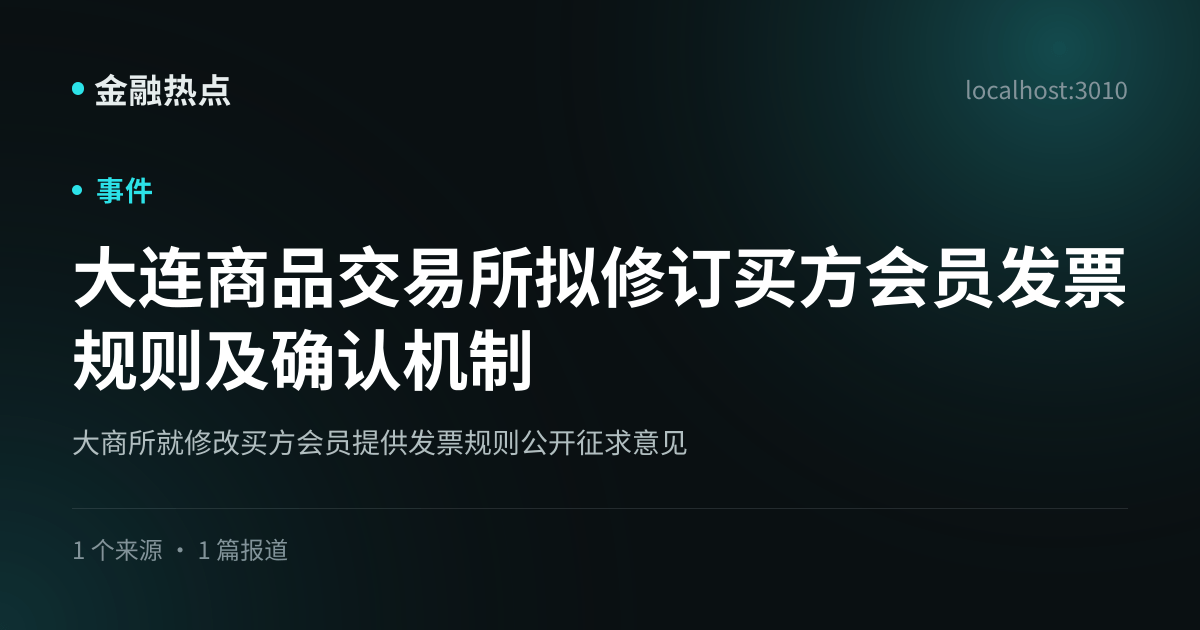 金融热点
localhost:3010
事件
大连商品交易所拟修订买方会员发票
规则及确认机制
大商所就修改买方会员提供发票规则公开征求意见
1 个来源 · 1 篇报道